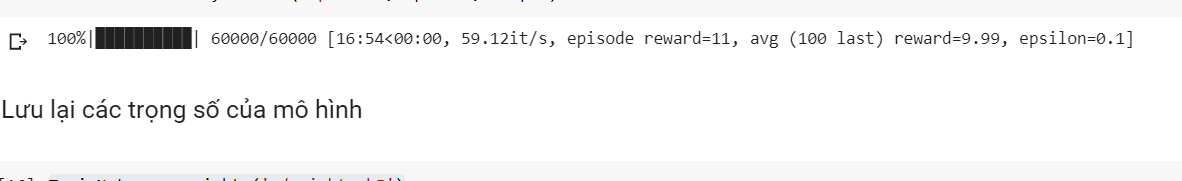 100%|██████████| 60000/60000 [16:54<00:00, 59.12it/s, episode reward=11, avg (100 last) reward=9.99, epsilon=0.1]
Lưu lại các trọng số của mô hình